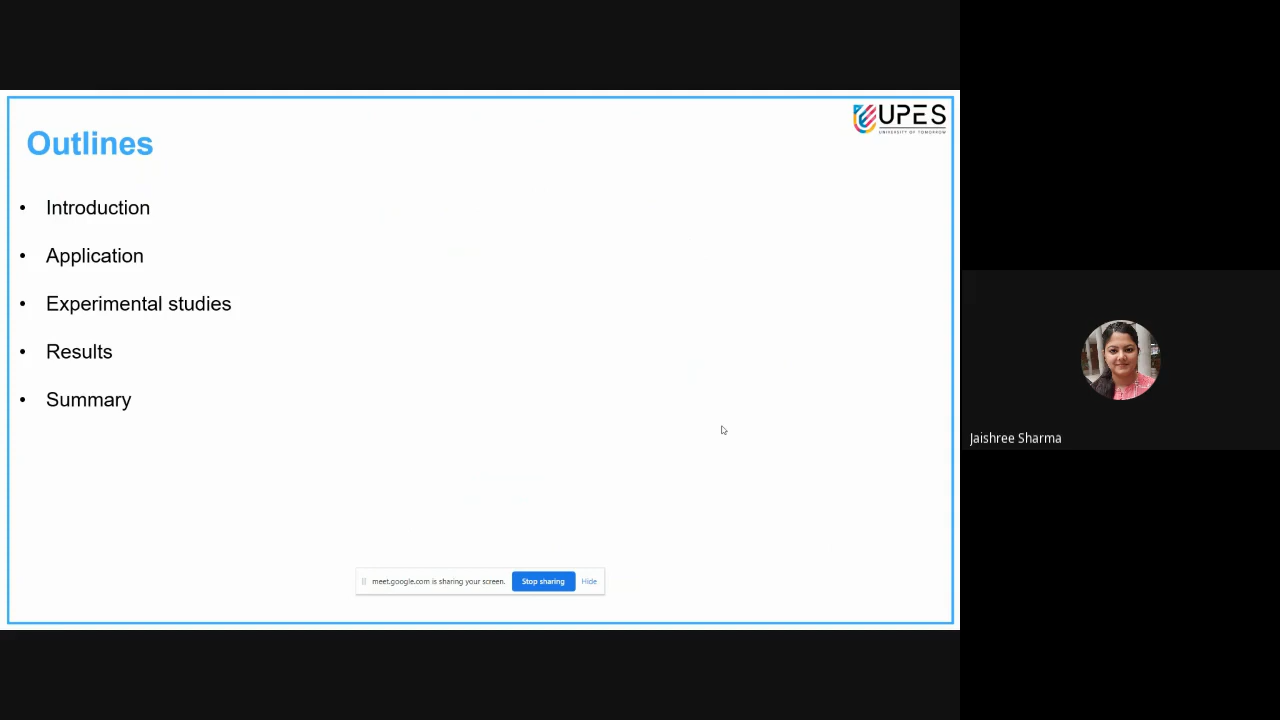 UPES
UNIVERSITY OF TOMORROW
Outlines
• Introduction
• Application
• Experimental studies
• Results
• Summary
Jaishree Sharma
meet.google.com is sharing your screen. Stop sharing Hide